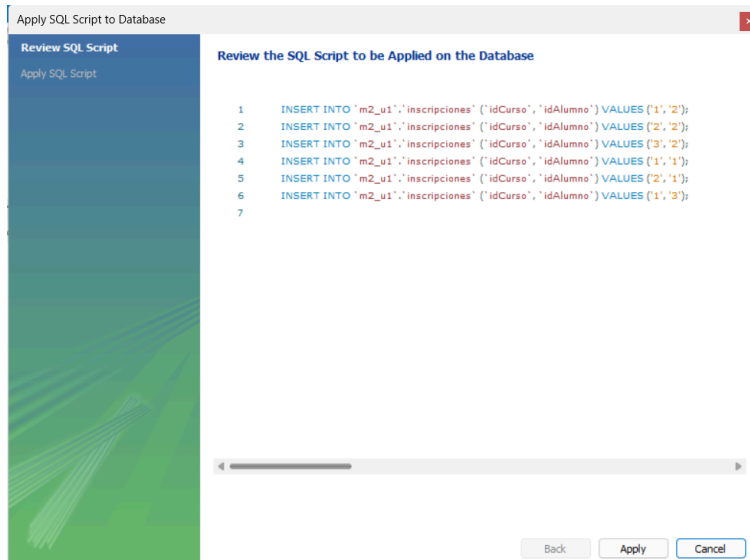 Apply SQL Script to Database
Review SQL Script
Apply SQL Script
Review the SQL Script to be Applied on the Database
1 INSERT INTO `m2_u1`.`inscripciones` (`idCurso`, `idAlumno`) VALUES ('1', '2');
2 INSERT INTO `m2_u1`.`inscripciones` (`idCurso`, `idAlumno`) VALUES ('2', '2');
3 INSERT INTO `m2_u1`.`inscripciones` (`idCurso`, `idAlumno`) VALUES ('3', '2');
4 INSERT INTO `m2_u1`.`inscripciones` (`idCurso`, `idAlumno`) VALUES ('1', '1');
5 INSERT INTO `m2_u1`.`inscripciones` (`idCurso`, `idAlumno`) VALUES ('2', '1');
6 INSERT INTO `m2_u1`.`inscripciones` (`idCurso`, `idAlumno`) VALUES ('1', '3');
7
Back Apply Cancel